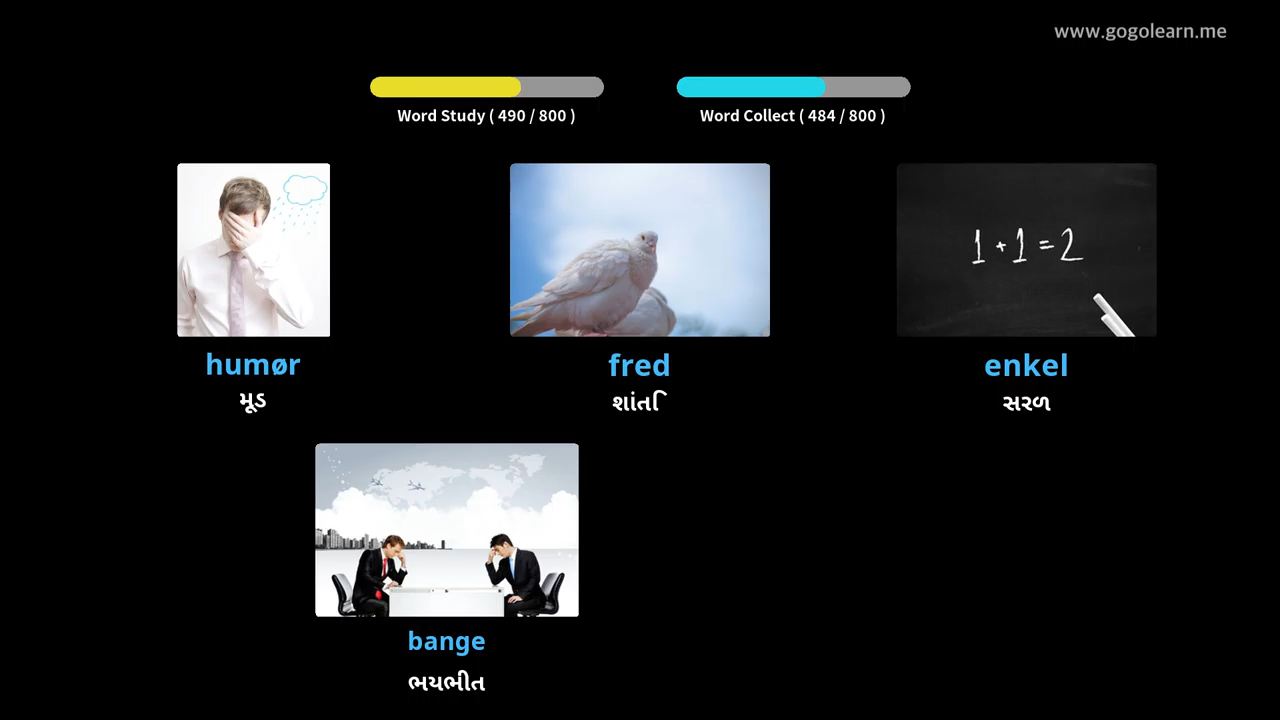 www.gogolearn.me
Word Study ( 490 / 800 )
Word Collect ( 484 / 800 )
1 + 1 = 2
humør
fred
enkel
મૂડ
શાંતિ
સરળ
bange
ભયભીત